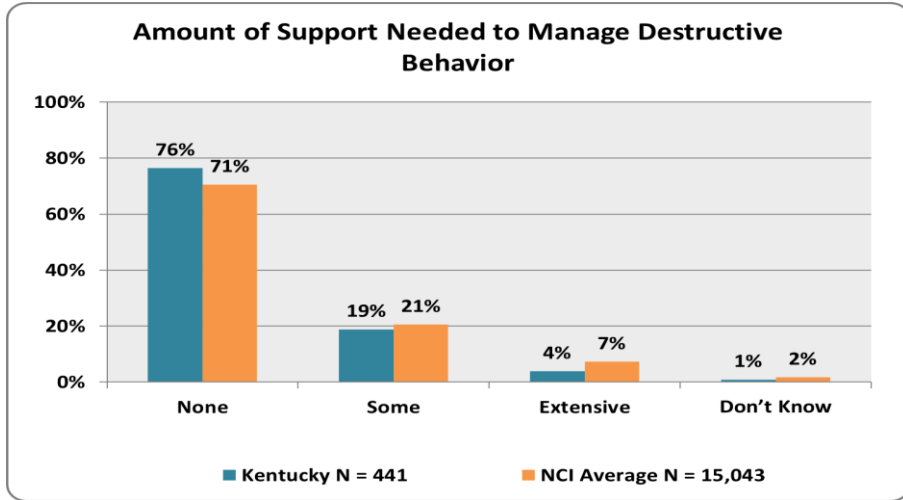 Amount of Support Needed to Manage Destructive
Behavior
100%
80%
60%
40%
20%
0%
76%
71%
19%
21%
4%
7%
1%
2%
None
Some
Extensive
Don’t Know
Kentucky N = 441
NCI Average N = 15,043